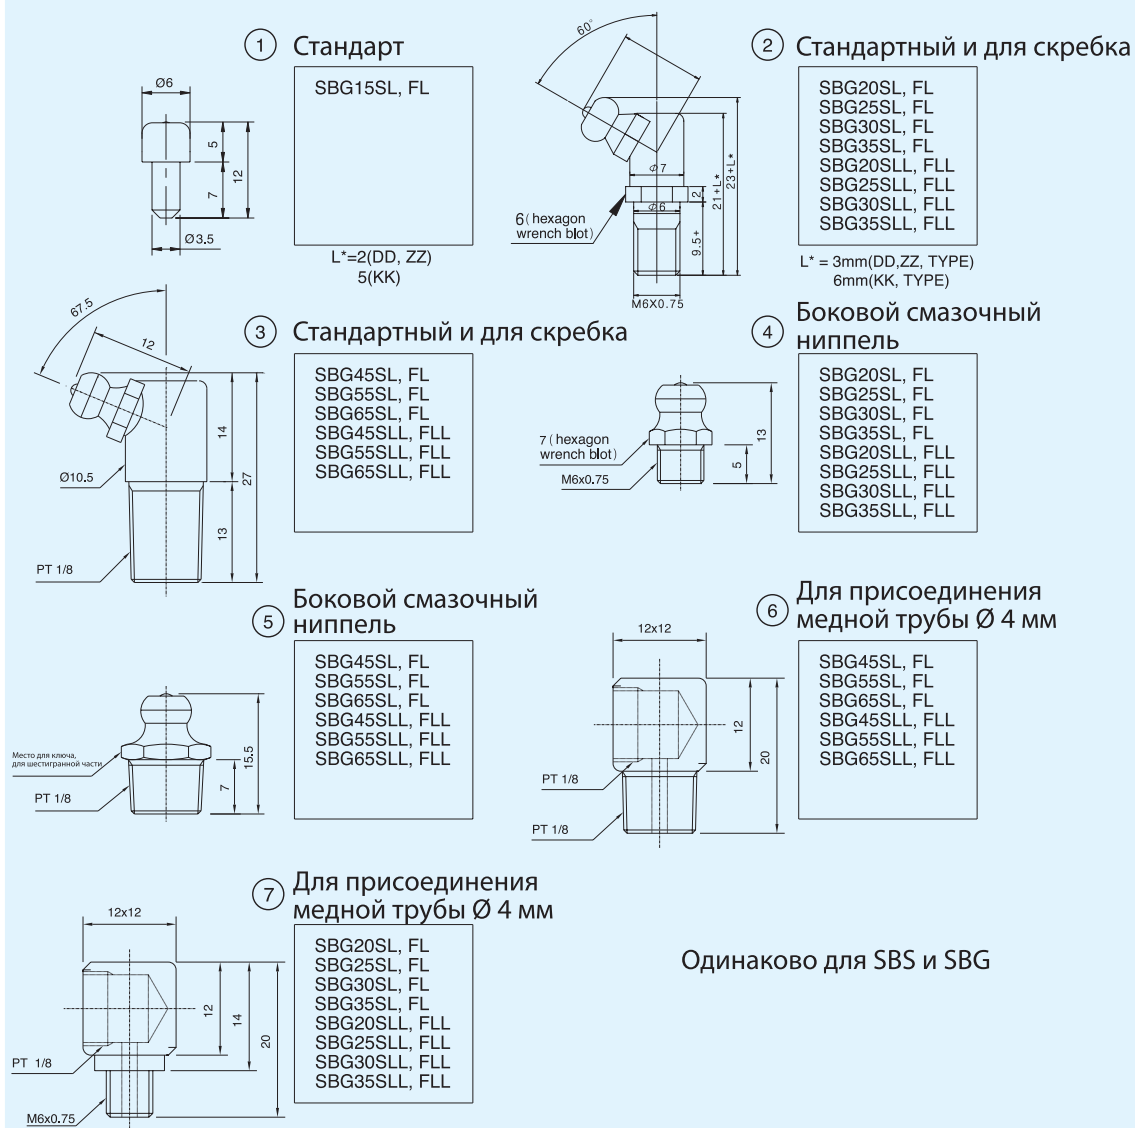 1 Стандарт
SBG15SL, FL
Ø6
5
12
7
Ø3.5
L*=2(DD, ZZ)
5(KK)
2 Стандартный и для скребка
SBG20SL, FL
SBG25SL, FL
SBG30SL, FL
SBG35SL, FL
SBG20SLL, FLL
SBG25SLL, FLL
SBG30SLL, FLL
SBG35SLL, FLL
60°
Φ7
2
21+L*
23+L*
Φ6
6(hexagon
wrench blot)
9.5+
M6X0.75
L* = 3mm(DD,ZZ, TYPE)
6mm(KK, TYPE)
3 Стандартный и для скребка
SBG45SL, FL
SBG55SL, FL
SBG65SL, FL
SBG45SLL, FLL
SBG55SLL, FLL
SBG65SLL, FLL
67.5
12
14
27
Ø10.5
13
PT 1/8
4 Боковой смазочный
ниппель
SBG20SL, FL
SBG25SL, FL
SBG30SL, FL
SBG35SL, FL
SBG20SLL, FLL
SBG25SLL, FLL
SBG30SLL, FLL
SBG35SLL, FLL
13
7(hexagon
wrench blot)
5
M6x0.75
5 Боковой смазочный
ниппель
SBG45SL, FL
SBG55SL, FL
SBG65SL, FL
SBG45SLL, FLL
SBG55SLL, FLL
SBG65SLL, FLL
Место для ключа,
для шестигранной части
15.5
7
PT 1/8
6 Для присоединения
медной трубы Ø 4 мм
SBG45SL, FL
SBG55SL, FL
SBG65SL, FL
SBG45SLL, FLL
SBG55SLL, FLL
SBG65SLL, FLL
12x12
12
20
PT 1/8
PT 1/8
7 Для присоединения
медной трубы Ø 4 мм
SBG20SL, FL
SBG25SL, FL
SBG30SL, FL
SBG35SL, FL
SBG20SLL, FLL
SBG25SLL, FLL
SBG30SLL, FLL
SBG35SLL, FLL
12x12
12
14
20
PT 1/8
M6x0.75
Одинаково для SBS и SBG